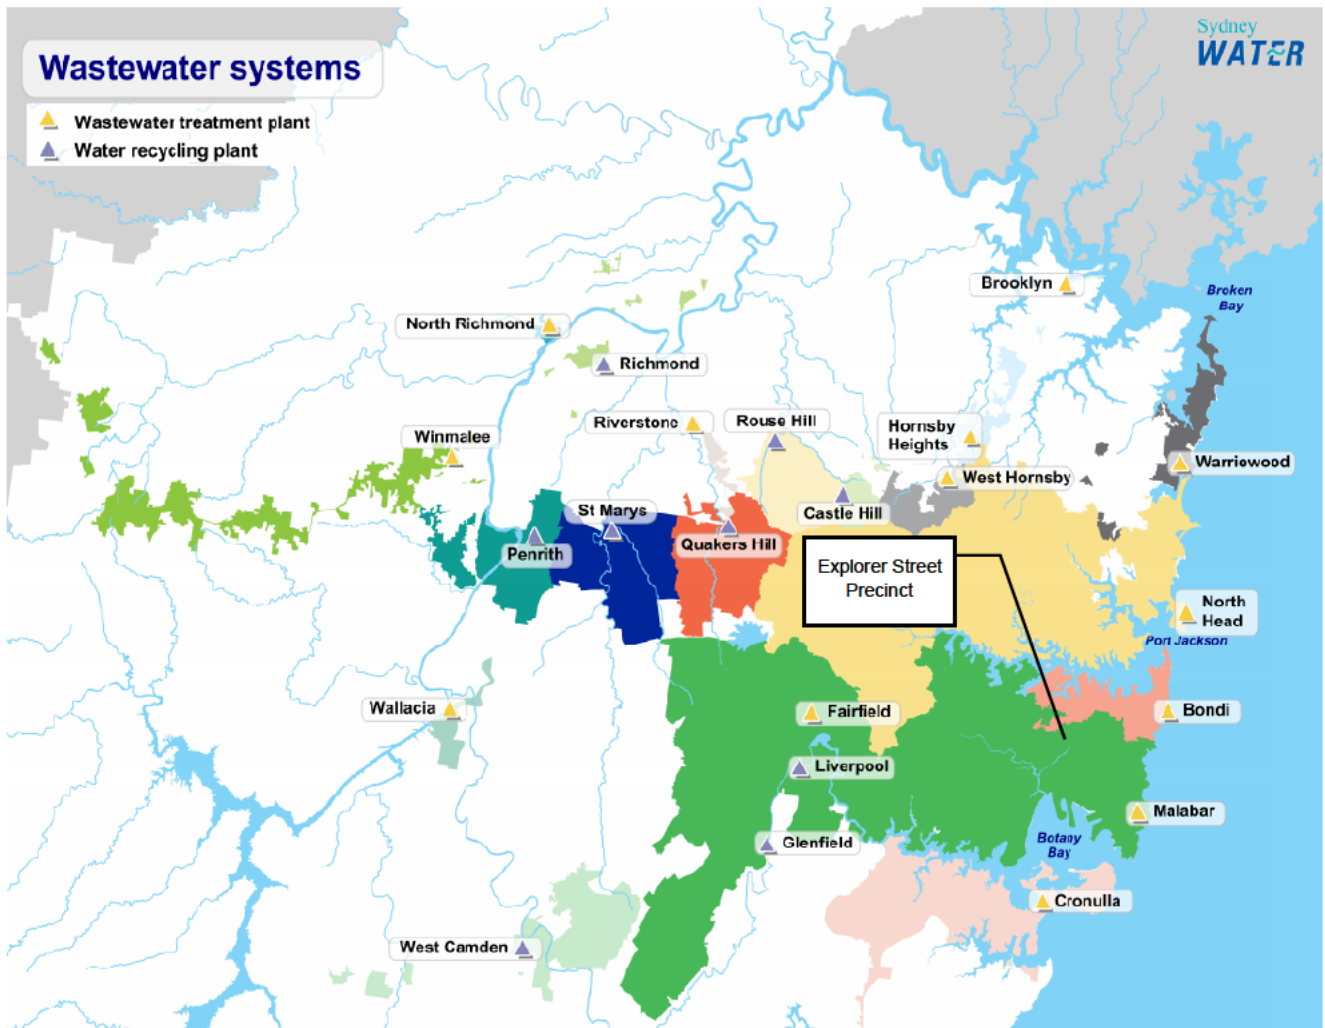 Sydney
WATER
Wastewater systems
Wastewater treatment plant
Water recycling plant
Brooklyn
Broken
Bay
North Richmond
Richmond
Riverstone
Rouse Hill
Hornsby
Heights
Winmalee
Warriewood
West Hornsby
St Marys
Castle Hill
Quakers Hill
Penrith
Explorer Street
Precinct
North
Head
Port Jackson
Wallacia
Fairfield
Bondi
Liverpool
Malabar
Glenfield
Botany
Bay
Cronulla
West Camden